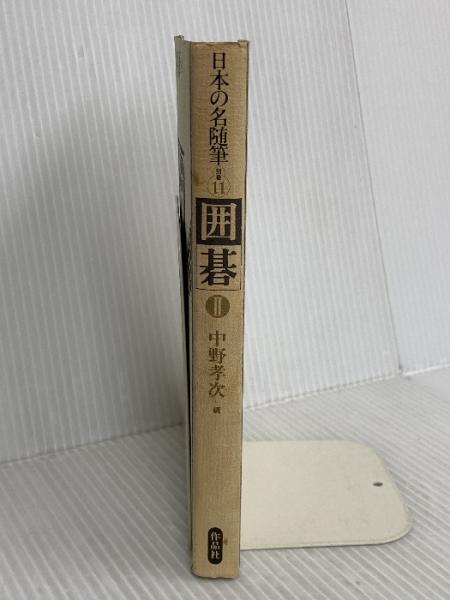 日本の名随筆
別巻
11
囲碁
II
中野孝次
編
作品社